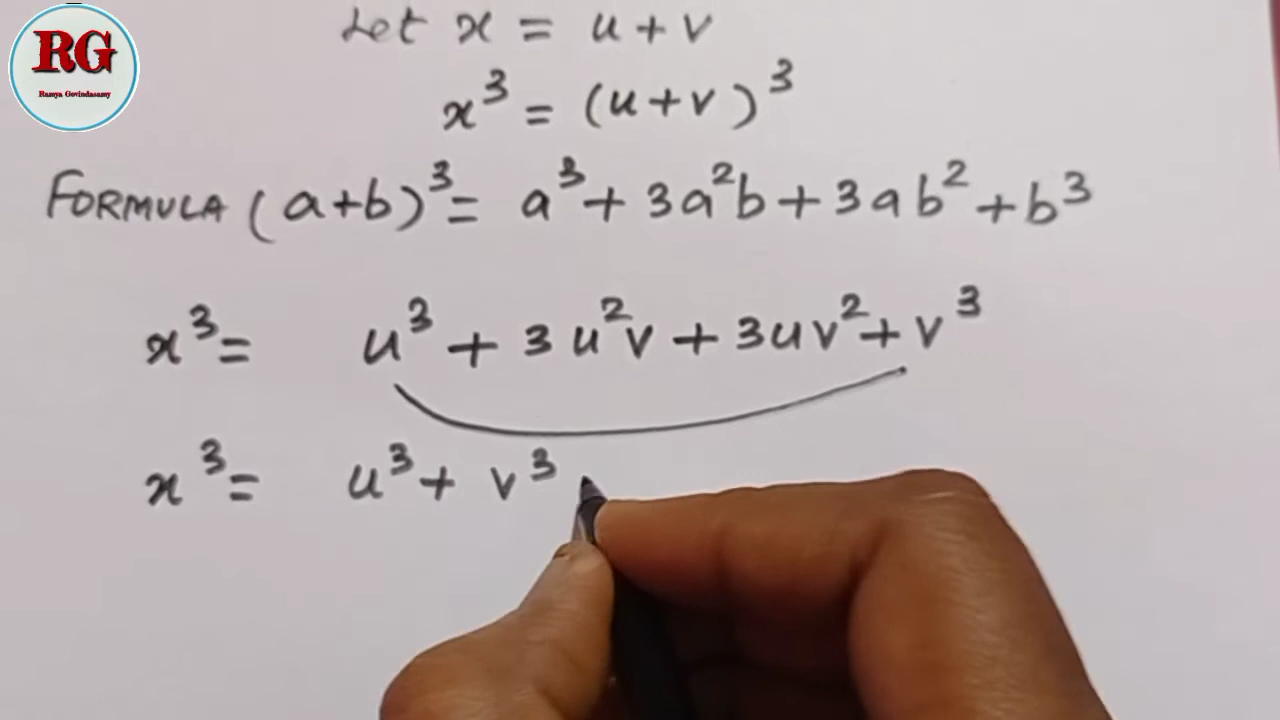 RG
Ramya Govindasamy
Let x = u + v
x³ = (u + v)³
FORMULA (a+b)³ = a³ + 3a²b + 3ab² + b³
x³ = u³ + 3u²v + 3uv² + v³
x³ = u³ + v³